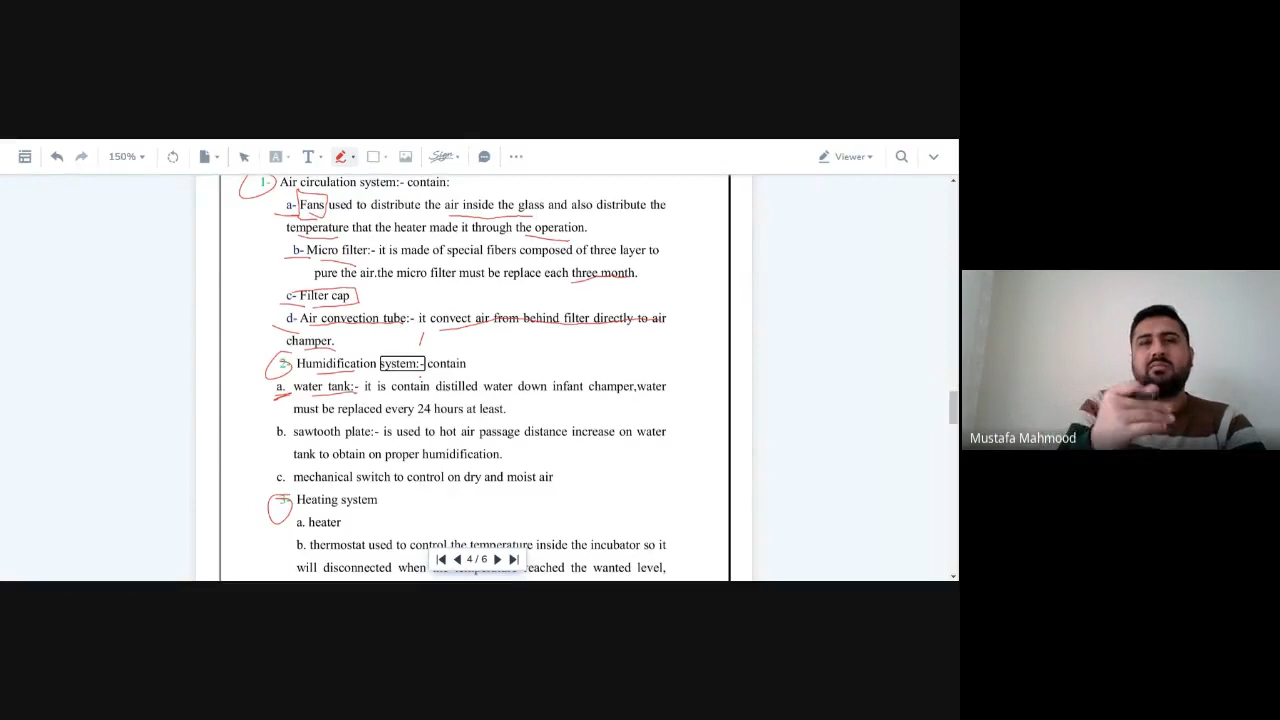 150%
T
Sign
Viewer
1- Air circulation system:- contain:
a- Fans used to distribute the air inside the glass and also distribute the
temperature that the heater made it through the operation.
b- Micro filter:- it is made of special fibers composed of three layer to
pure the air.the micro filter must be replace each three month.
c- Filter cap
d- Air convection tube:- it convect air from behind filter directly to air
champer.
2- Humidification system:- contain
a. water tank:- it is contain distilled water down infant champer,water
must be replaced every 24 hours at least.
b. sawtooth plate:- is used to hot air passage distance increase on water
tank to obtain on proper humidification.
c. mechanical switch to control on dry and moist air
3- Heating system
a. heater
b. thermostat used to control the temperature inside the incubator so it
will disconnected when the temperature reached the wanted level,
4 / 6
Mustafa Mahmood